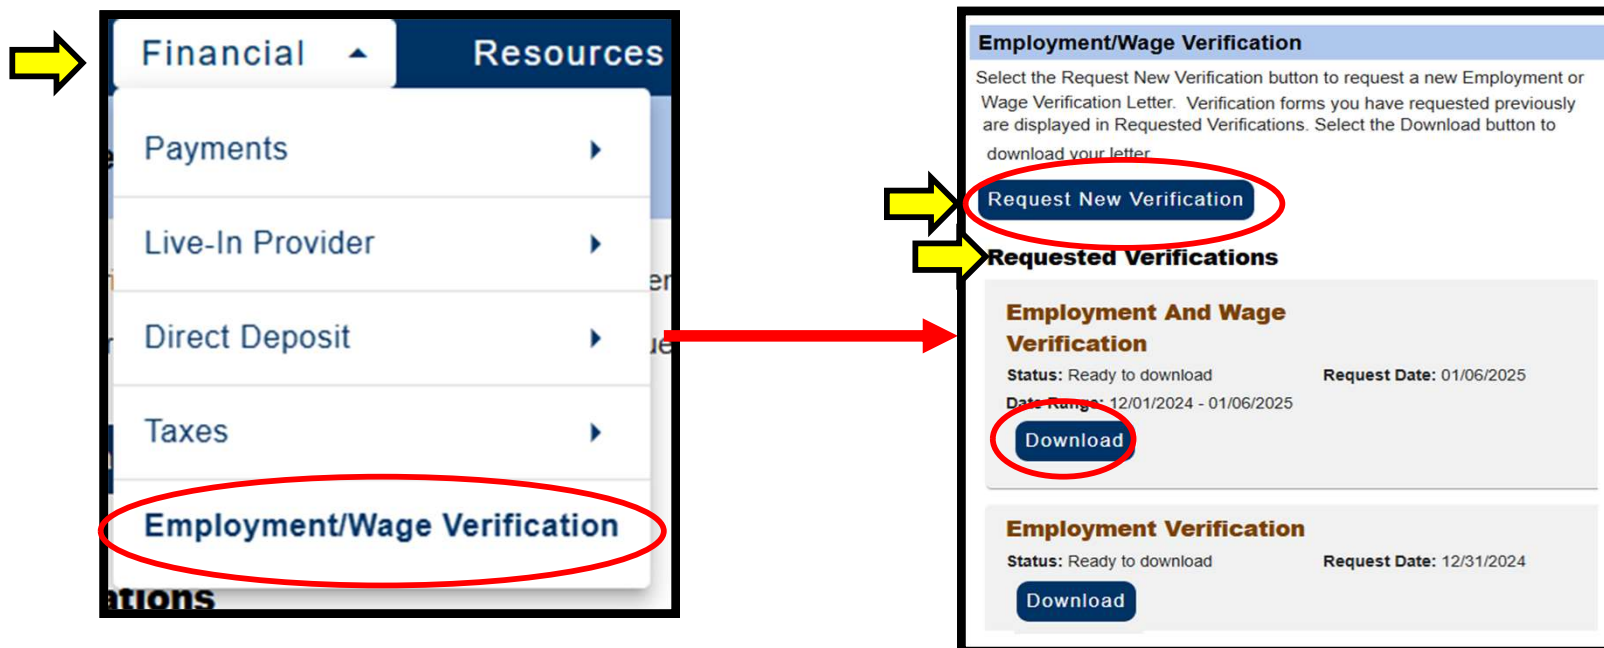 Financial
Resources
Payments
Live-In Provider
Direct Deposit
Taxes
Employment/Wage Verification
ations
Employment/Wage Verification
Select the Request New Verification button to request a new Employment or
Wage Verification Letter. Verification forms you have requested previously
are displayed in Requested Verifications. Select the Download button to
download your letter
Request New Verification
Requested Verifications
Employment And Wage
Verification
Status: Ready to download Request Date: 01/06/2025
Date Range: 12/01/2024 - 01/06/2025
Download
Employment Verification
Status: Ready to download Request Date: 12/31/2024
Download